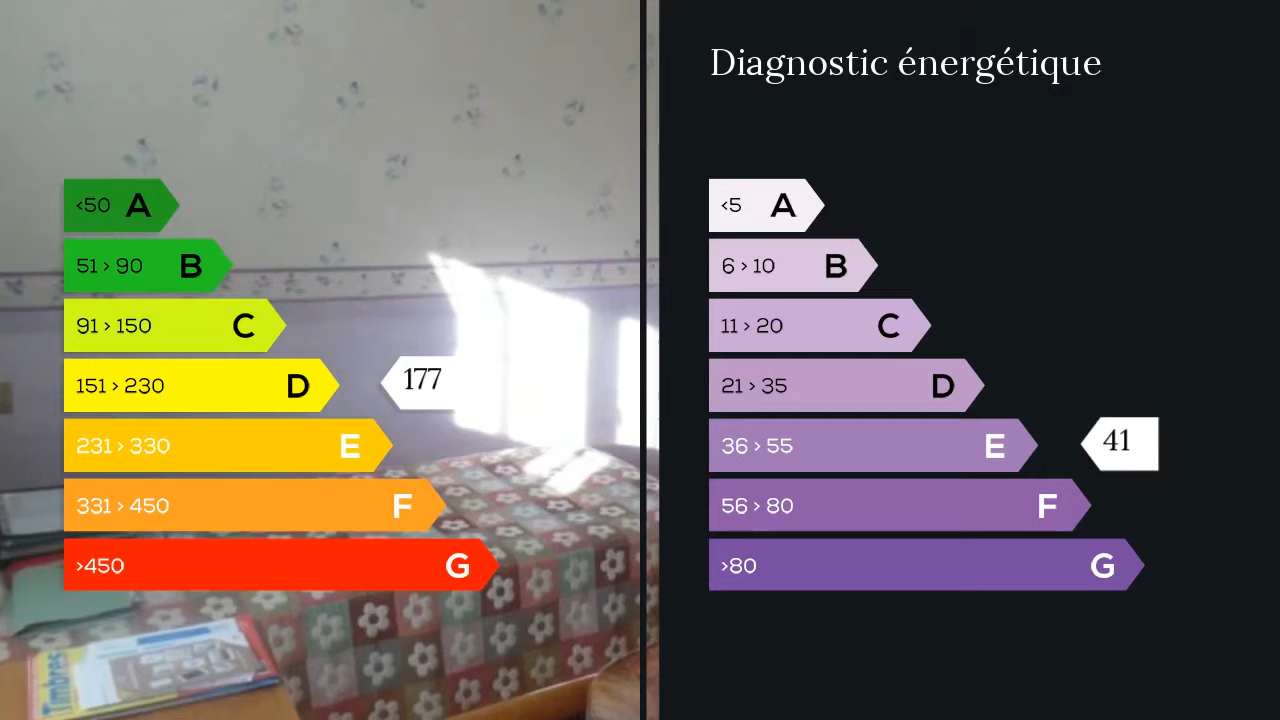 Diagnostic énergétique
<50 A
51 > 90 B
91 > 150 C
151 > 230 D
177
231 > 330 E
331 > 450 F
>450 G
Timbres
<5 A
6 > 10 B
11 > 20 C
21 > 35 D
36 > 55 E
41
56 > 80 F
>80 G